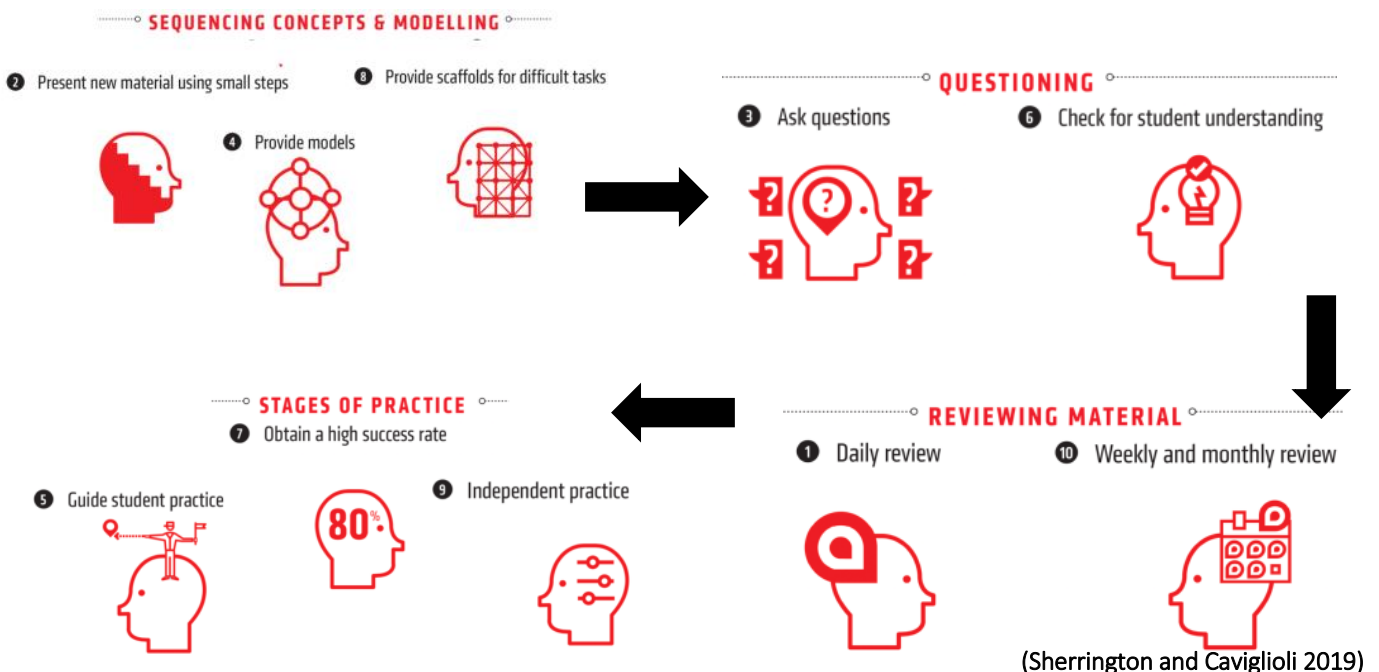 SEQUENCING CONCEPTS & MODELLING
2 Present new material using small steps
8 Provide scaffolds for difficult tasks
4 Provide models
QUESTIONING
3 Ask questions
6 Check for student understanding
?
?
?
?
?
REVIEWING MATERIAL
1 Daily review
10 Weekly and monthly review
STAGES OF PRACTICE
7 Obtain a high success rate
5 Guide student practice
9 Independent practice
80%
(Sherrington and Caviglioli 2019)